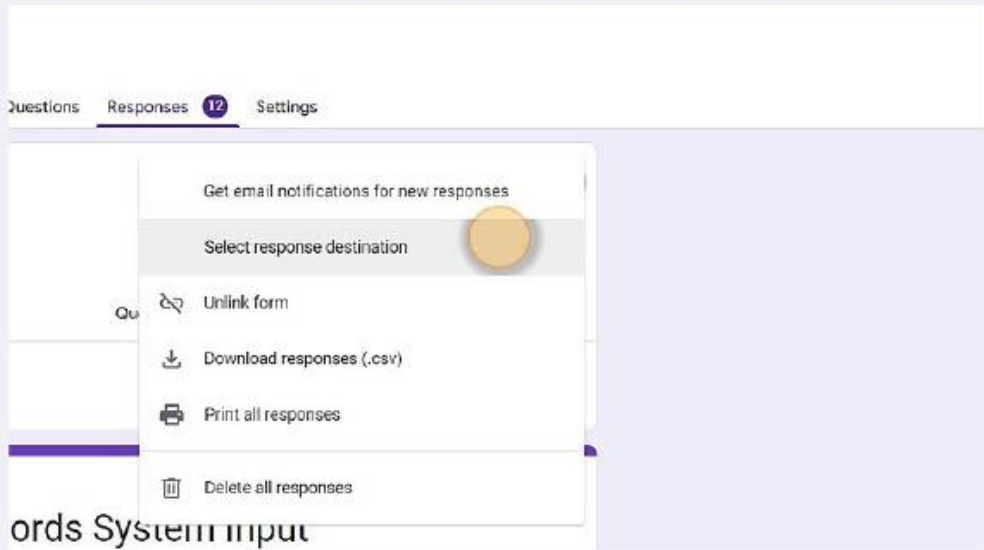 Questions Responses 12 Settings
Get email notifications for new responses
Select response destination
Qu
Unlink form
Download responses (.csv)
Print all responses
Delete all responses
ords System Input